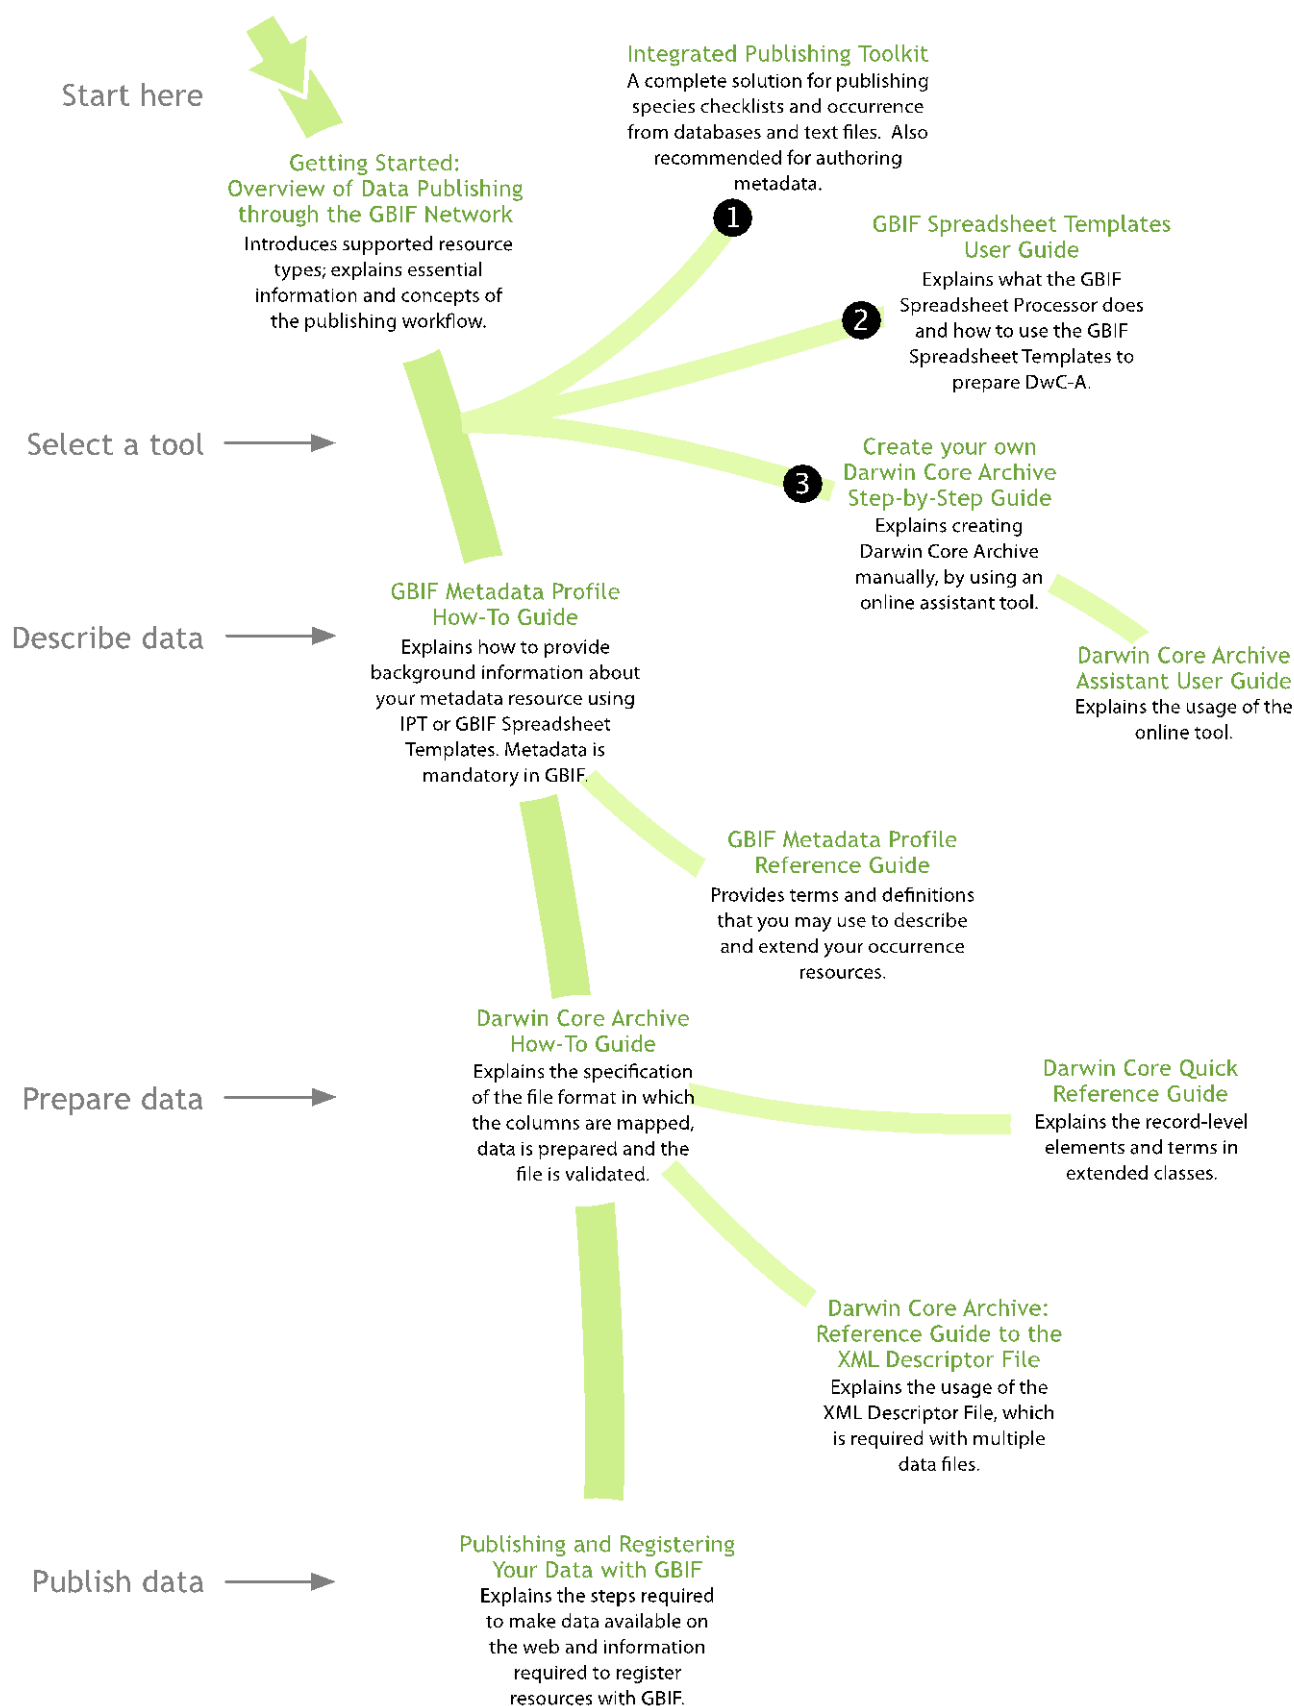 Start here
Getting Started:
Overview of Data Publishing
through the GBIF Network
Introduces supported resource
types; explains essential
information and concepts of
the publishing workflow.
Integrated Publishing Toolkit
A complete solution for publishing
species checklists and occurrence
from databases and text files. Also
recommended for authoring
metadata.
1
GBIF Spreadsheet Templates
User Guide
Explains what the GBIF
Spreadsheet Processor does
and how to use the GBIF
Spreadsheet Templates to
prepare DwC-A.
2
Select a tool
3
Create your own
Darwin Core Archive
Step-by-Step Guide
Explains creating
Darwin Core Archive
manually, by using an
online assistant tool.
Darwin Core Archive
Assistant User Guide
Explains the usage of the
online tool.
Describe data
GBIF Metadata Profile
How-To Guide
Explains how to provide
background information about
your metadata resource using
IPT or GBIF Spreadsheet
Templates. Metadata is
mandatory in GBIF.
GBIF Metadata Profile
Reference Guide
Provides terms and definitions
that you may use to describe
and extend your occurrence
resources.
Prepare data
Darwin Core Archive
How-To Guide
Explains the specification
of the file format in which
the columns are mapped,
data is prepared and the
file is validated.
Darwin Core Quick
Reference Guide
Explains the record-level
elements and terms in
extended classes.
Darwin Core Archive:
Reference Guide to the
XML Descriptor File
Explains the usage of the
XML Descriptor File, which
is required with multiple
data files.
Publish data
Publishing and Registering
Your Data with GBIF
Explains the steps required
to make data available on
the web and information
required to register
resources with GBIF.